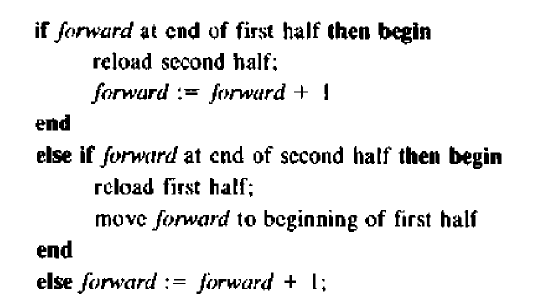 if forward at end of first half then begin
reload second half;
forward := forward + 1
end
else if forward at end of second half then begin
reload first half;
move forward to beginning of first half
end
else forward := forward + 1;